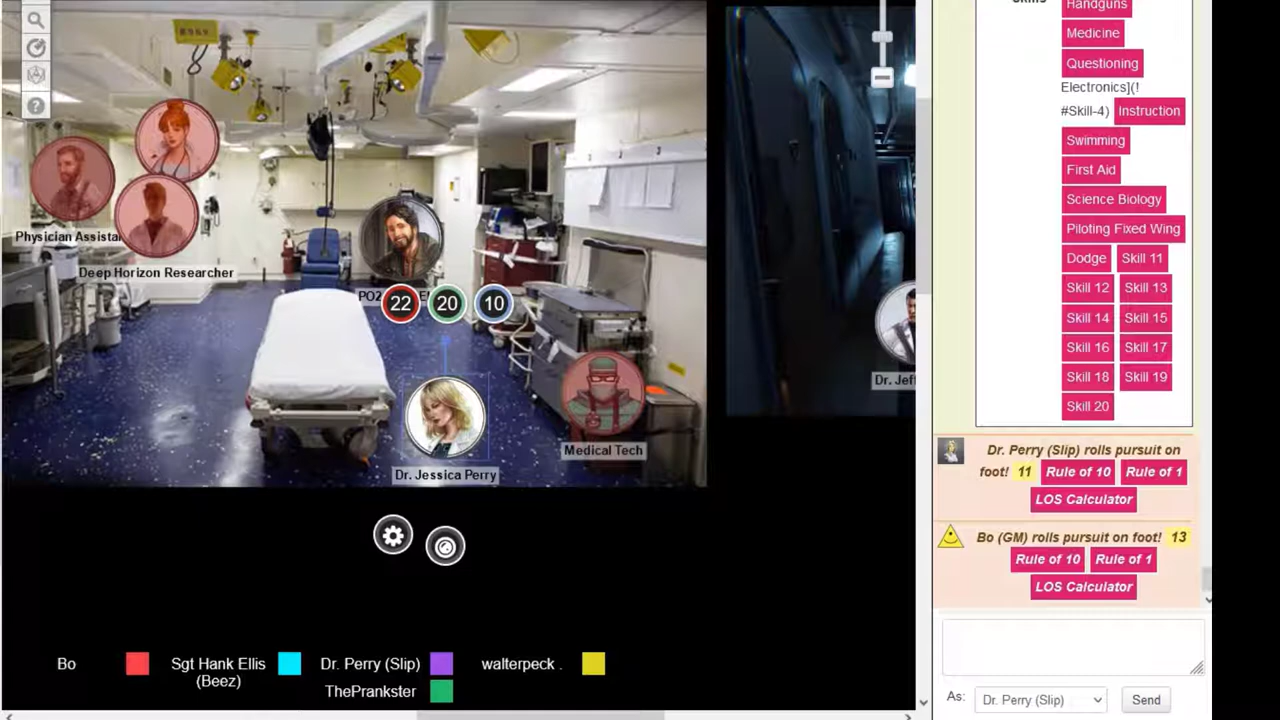 ?
Physician Assista
Deep Horizon Researcher
PO2
22
20
10
Dr. Jessica Perry
Medical Tech
1
2
3
Dr. Jeff
Bo
Sgt Hank Ellis
(Beez)
Dr. Perry (Slip)
walterpeck .
ThePrankster
Handguns
Medicine
Questioning
Electronics](!
#Skill-4) Instruction
Swimming
First Aid
Science Biology
Piloting Fixed Wing
Dodge Skill 11
Skill 12 Skill 13
Skill 14 Skill 15
Skill 16 Skill 17
Skill 18 Skill 19
Skill 20
Dr. Perry (Slip) rolls pursuit on
foot! 11 Rule of 10 Rule of 1
LOS Calculator
Bo (GM) rolls pursuit on foot! 13
Rule of 10 Rule of 1
LOS Calculator
As: Dr. Perry (Slip) Send